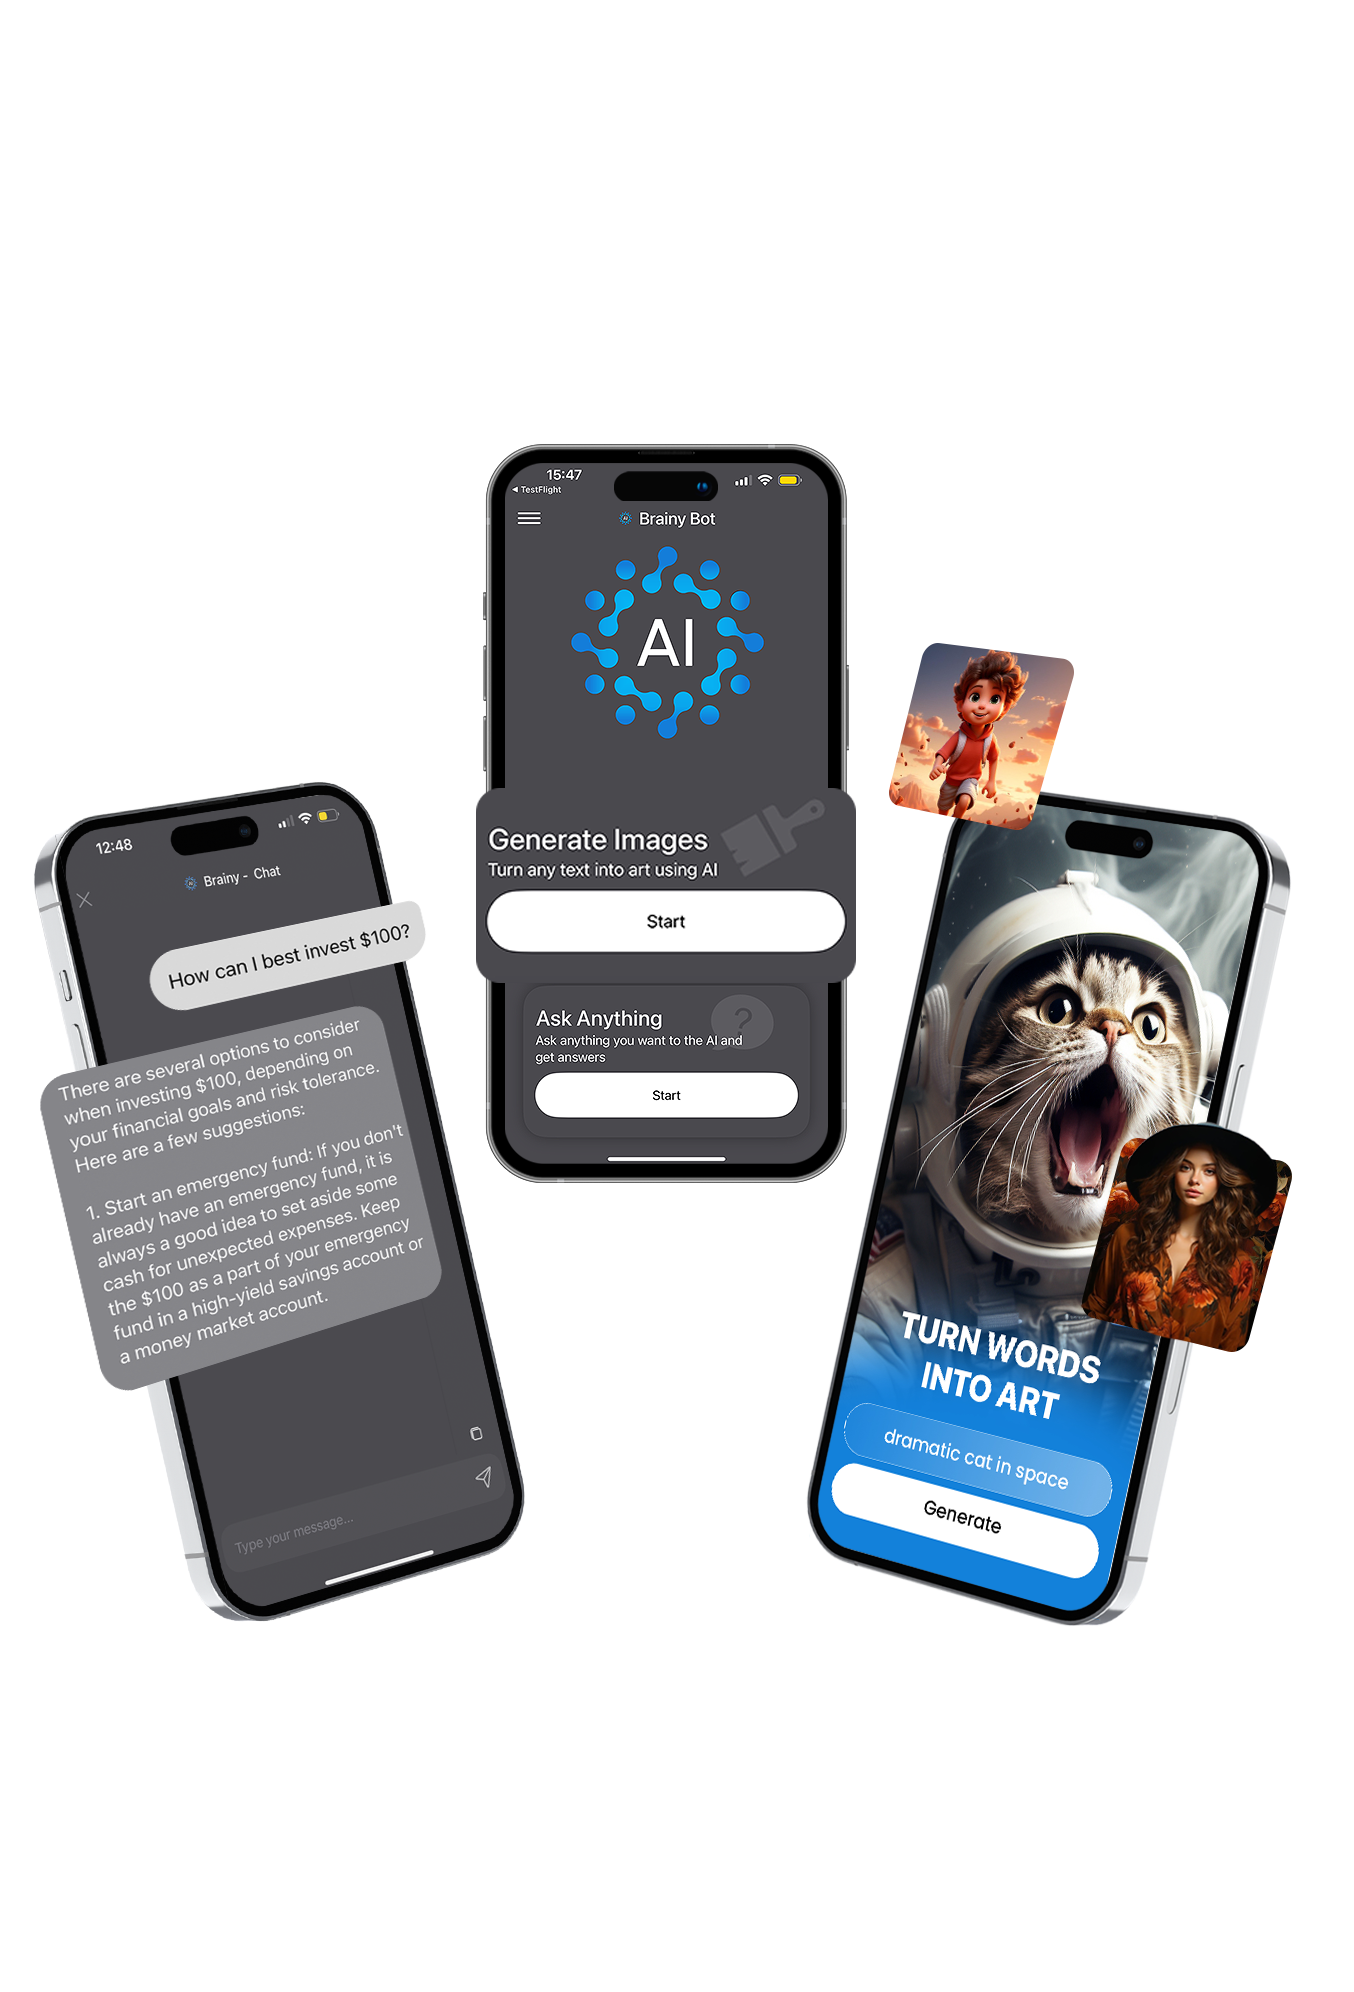 15:47
◀ TestFlight
Brainy Bot
AI
Generate Images
Turn any text into art using AI
Start
Ask Anything
?
Ask anything you want to the AI and
get answers
Start
12:48
Brainy - Chat
How can I best invest $100?
There are several options to consider
when investing $100, depending on
your financial goals and risk tolerance.
Here are a few suggestions:
1. Start an emergency fund: If you don't
already have an emergency fund, it is
always a good idea to set aside some
cash for unexpected expenses. Keep
the $100 as a part of your emergency
fund in a high-yield savings account or
a money market account.
Type your message...
TURN WORDS
INTO ART
dramatic cat in space
Generate